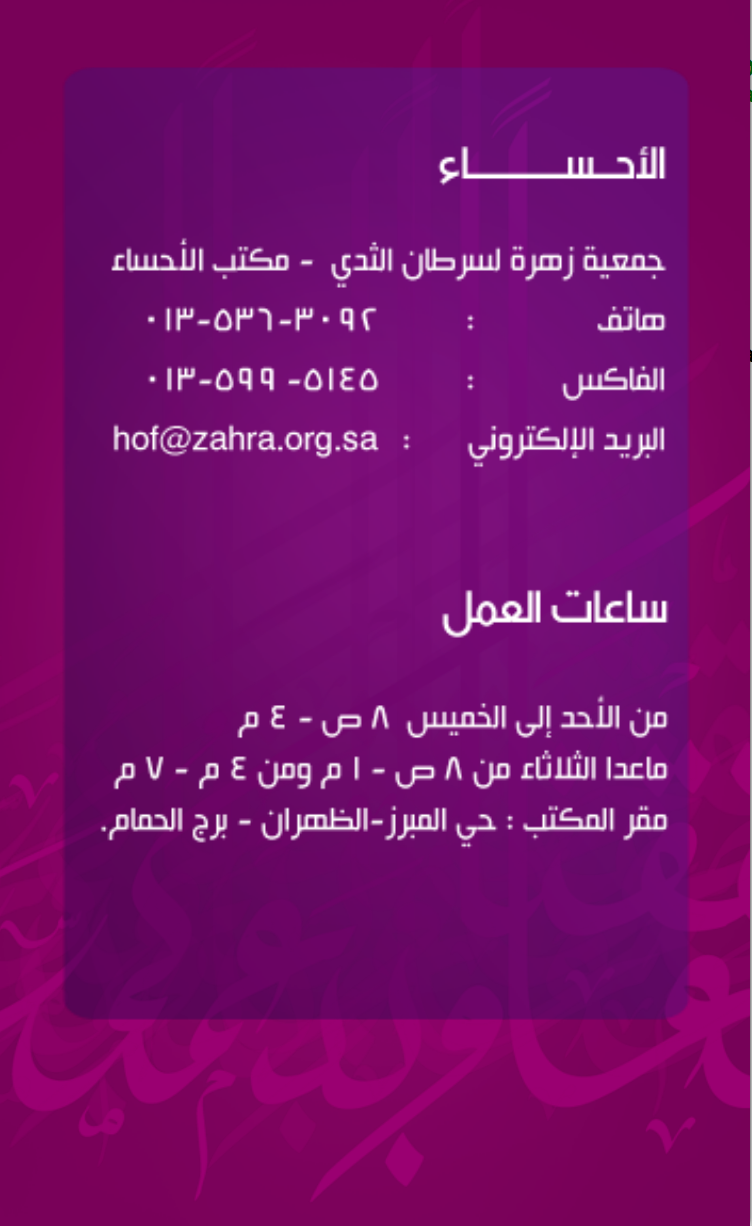 الأحســـــاء
جمعية زهرة لسرطان الثدي - مكتب الأحساء
هاتف : ٠١٣-٥٣٦-٣٠٩٢
الفاكس : ٠١٣-٥٩٩ -٥١٤٥
البريد الإلكتروني : hof@zahra.org.sa
ساعات العمل
من الأحد إلى الخميس ٨ ص - ٤ م
ماعدا الثلاثاء من ٨ ص - ١ م ومن ٤ م - ٧ م
مقر المكتب : حي المبرز-الظهران - برج الحمام.